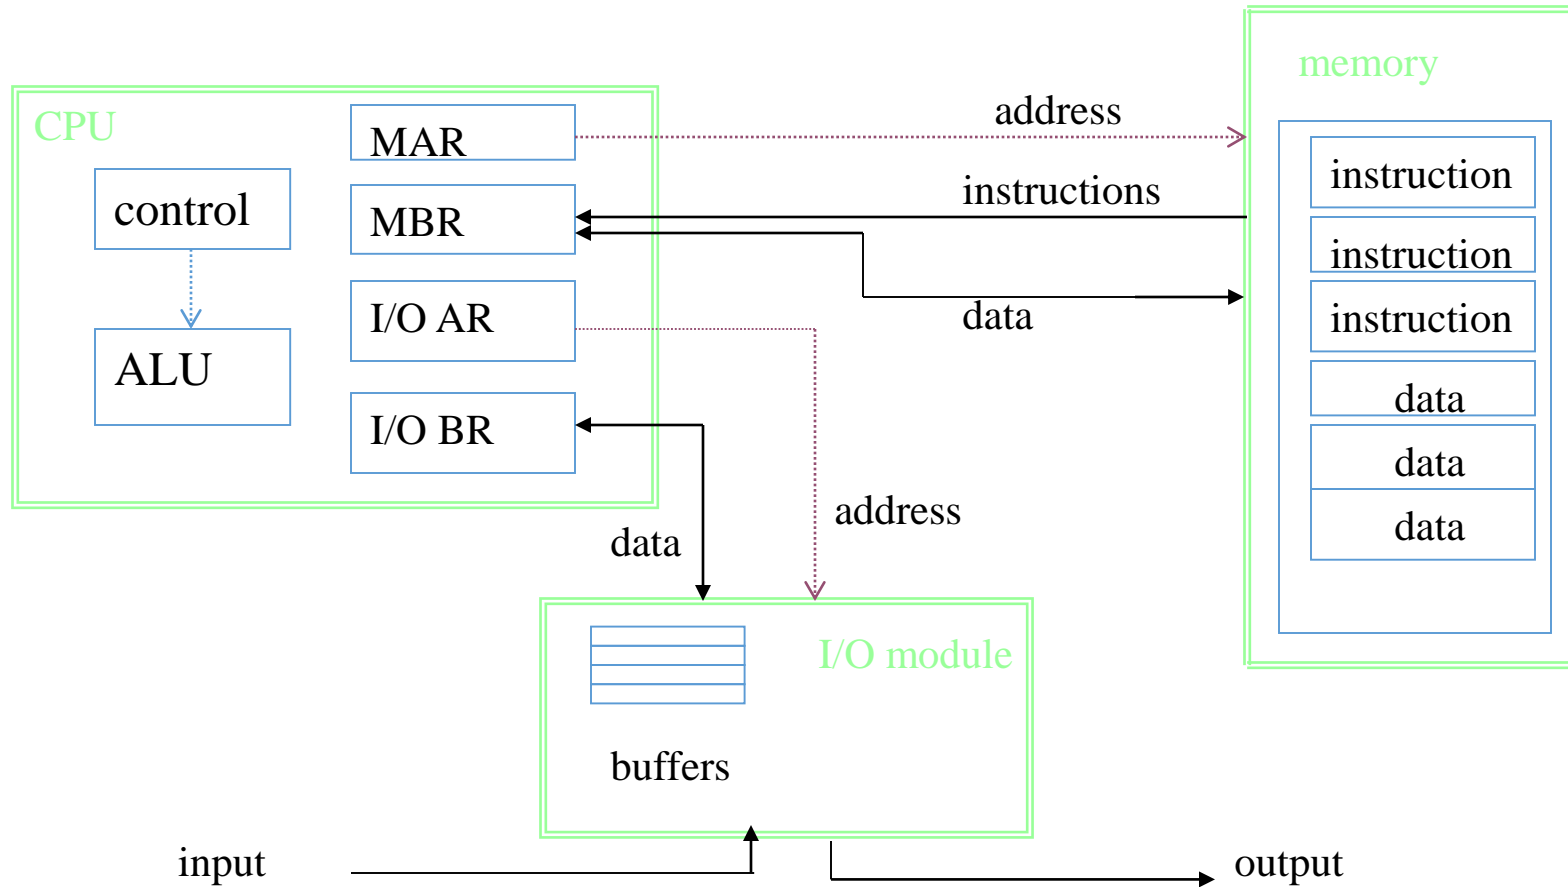 CPU
control
ALU
MAR
MBR
I/O AR
I/O BR
address
instructions
data
address
data
memory
instruction
instruction
instruction
data
data
data
I/O module
buffers
input
output